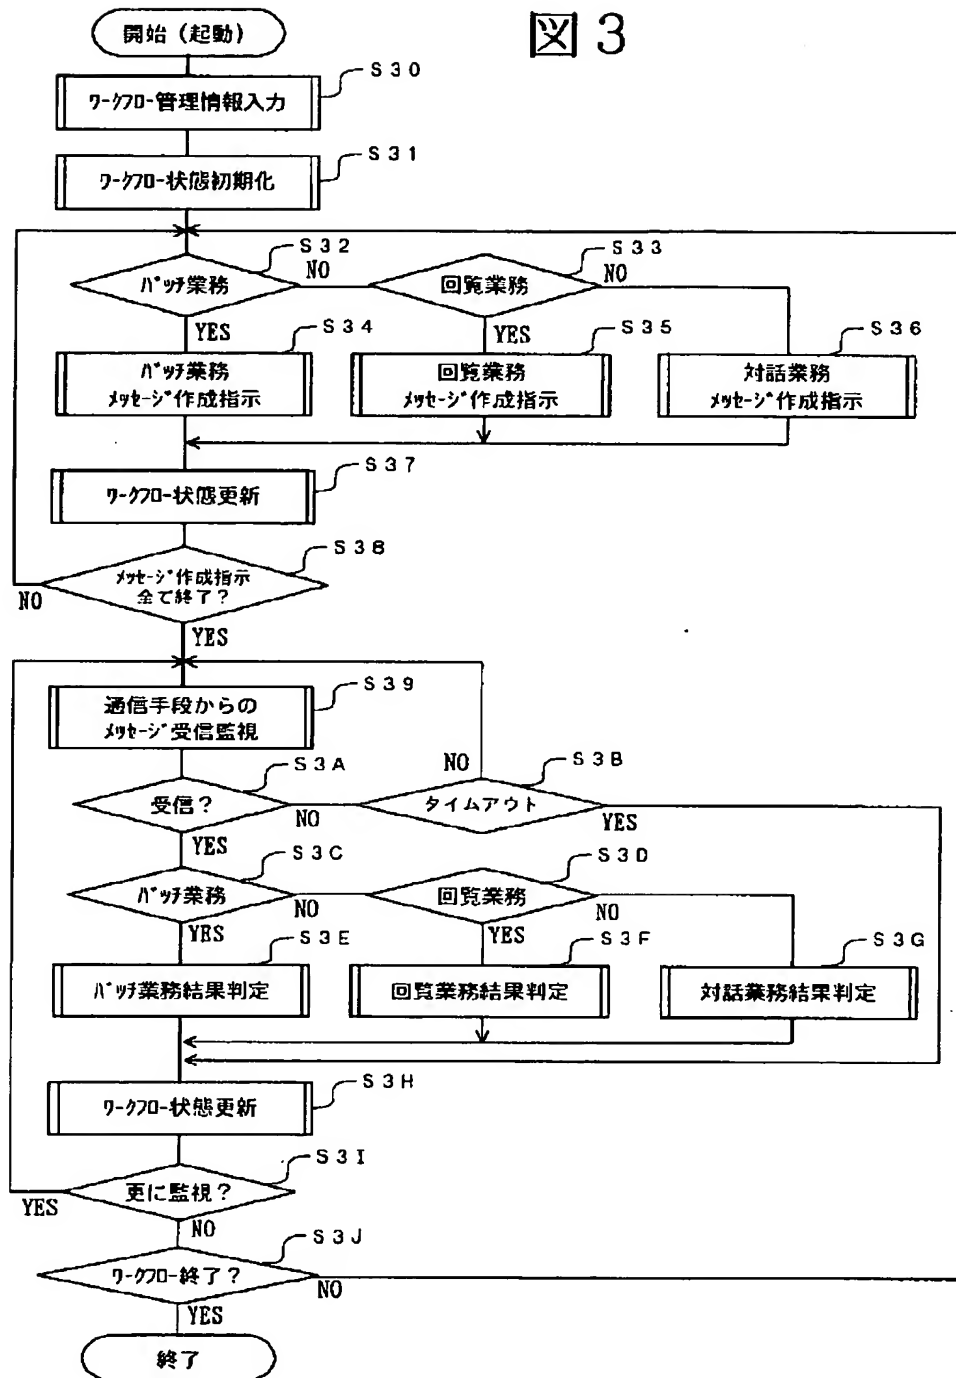 図3
開始（起動）
S30
ワークフロー管理情報入力
S31
ワークフロー状態初期化
S32
バッチ業務
NO
S33
回覧業務
NO
YES
S34
バッチ業務
メッセージ作成指示
YES
S35
回覧業務
メッセージ作成指示
S36
対話業務
メッセージ作成指示
S37
ワークフロー状態更新
S38
メッセージ作成指示
全て終了？
NO
YES
S39
通信手段からの
メッセージ受信監視
S3A
受信？
NO
NO
S3B
タイムアウト
YES
YES
S3C
バッチ業務
NO
S3D
回覧業務
NO
YES
S3E
バッチ業務結果判定
YES
S3F
回覧業務結果判定
S3G
対話業務結果判定
S3H
ワークフロー状態更新
S3I
更に監視？
YES
NO
S3J
ワークフロー終了？
NO
YES
終了